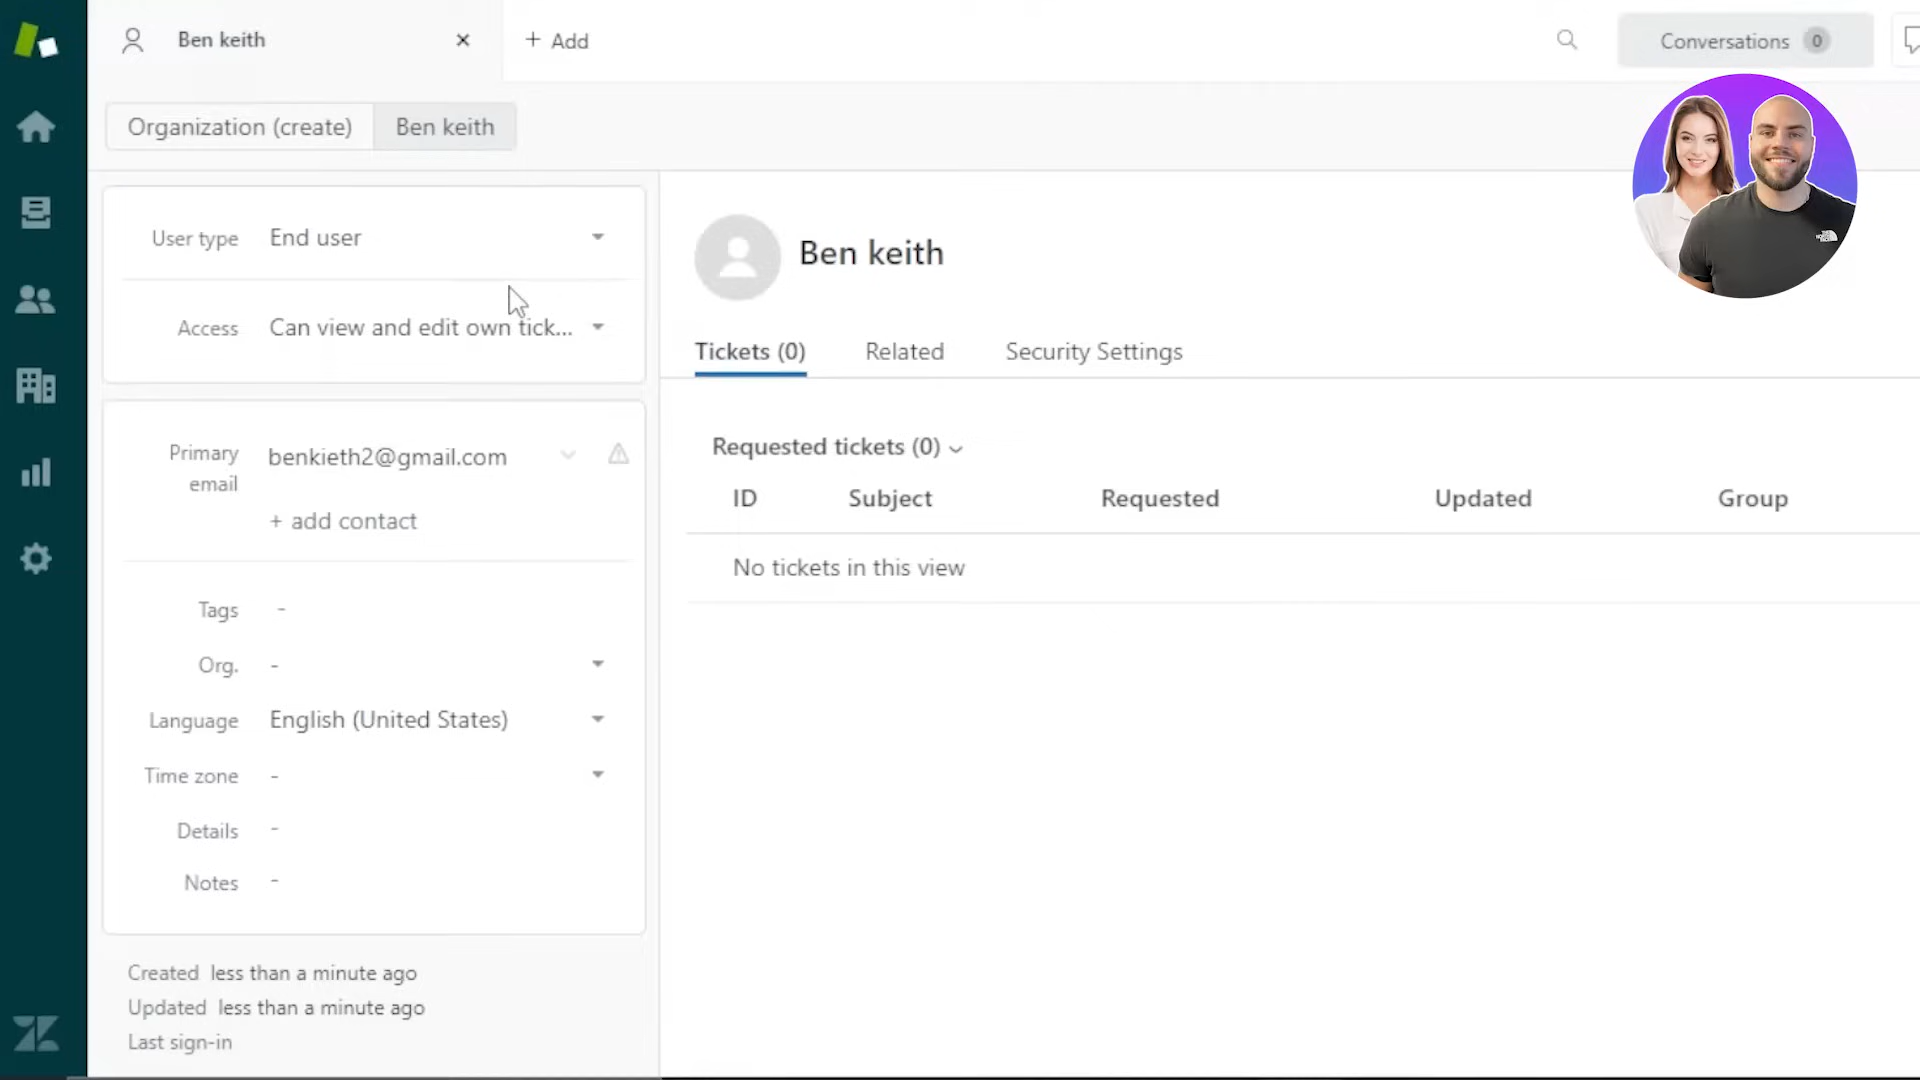 Ben keith
+ Add
Conversations 0
Organization (create)
Ben keith
User type End user
Access Can view and edit own tick...
Primary email benkieth2@gmail.com
+ add contact
Tags -
Org. -
Language English (United States)
Time zone -
Details -
Notes -
Created less than a minute ago
Updated less than a minute ago
Last sign-in
Ben keith
Tickets (0) Related Security Settings
Requested tickets (0)
ID Subject Requested Updated Group
No tickets in this view